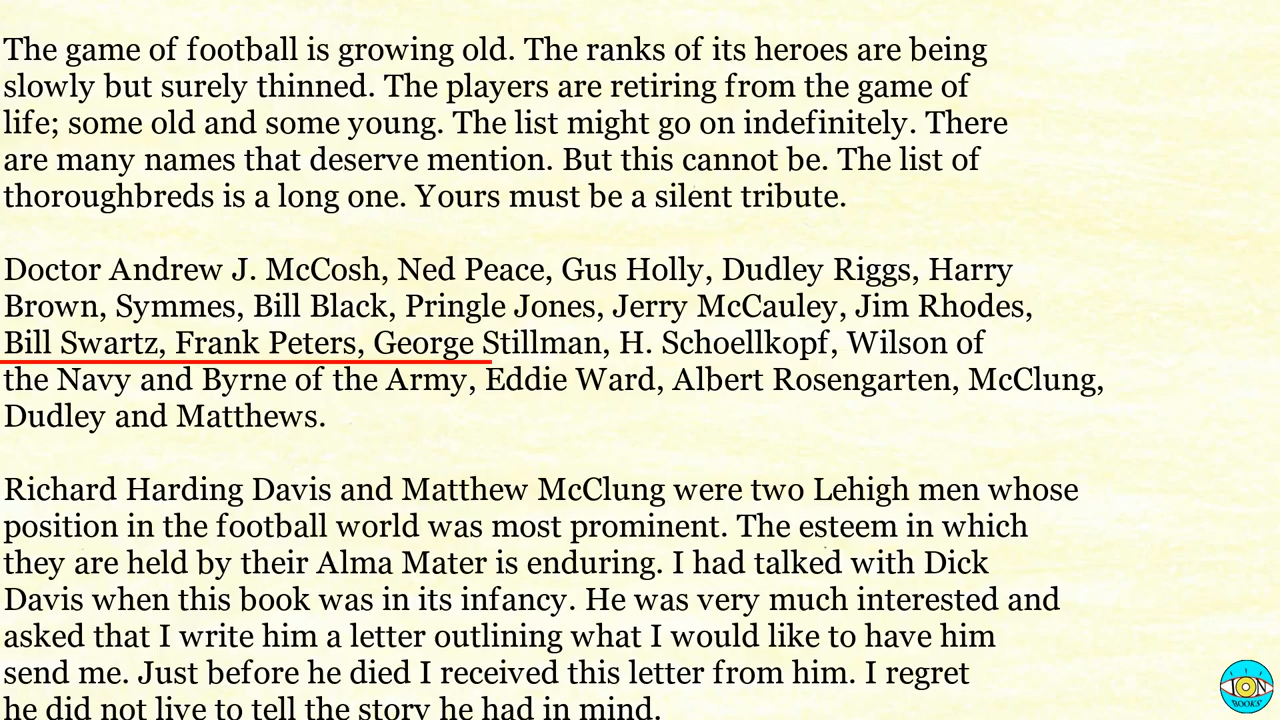 The game of football is growing old. The ranks of its heroes are being
slowly but surely thinned. The players are retiring from the game of
life; some old and some young. The list might go on indefinitely. There
are many names that deserve mention. But this cannot be. The list of
thoroughbreds is a long one. Yours must be a silent tribute.
Doctor Andrew J. McCosh, Ned Peace, Gus Holly, Dudley Riggs, Harry
Brown, Symmes, Bill Black, Pringle Jones, Jerry McCauley, Jim Rhodes,
Bill Swartz, Frank Peters, George Stillman, H. Schoellkopf, Wilson of
the Navy and Byrne of the Army, Eddie Ward, Albert Rosengarten, McClung,
Dudley and Matthews.
Richard Harding Davis and Matthew McClung were two Lehigh men whose
position in the football world was most prominent. The esteem in which
they are held by their Alma Mater is enduring. I had talked with Dick
Davis when this book was in its infancy. He was very much interested and
asked that I write him a letter outlining what I would like to have him
send me. Just before he died I received this letter from him. I regret
he did not live to tell the story he had in mind.
ION
BOOKS